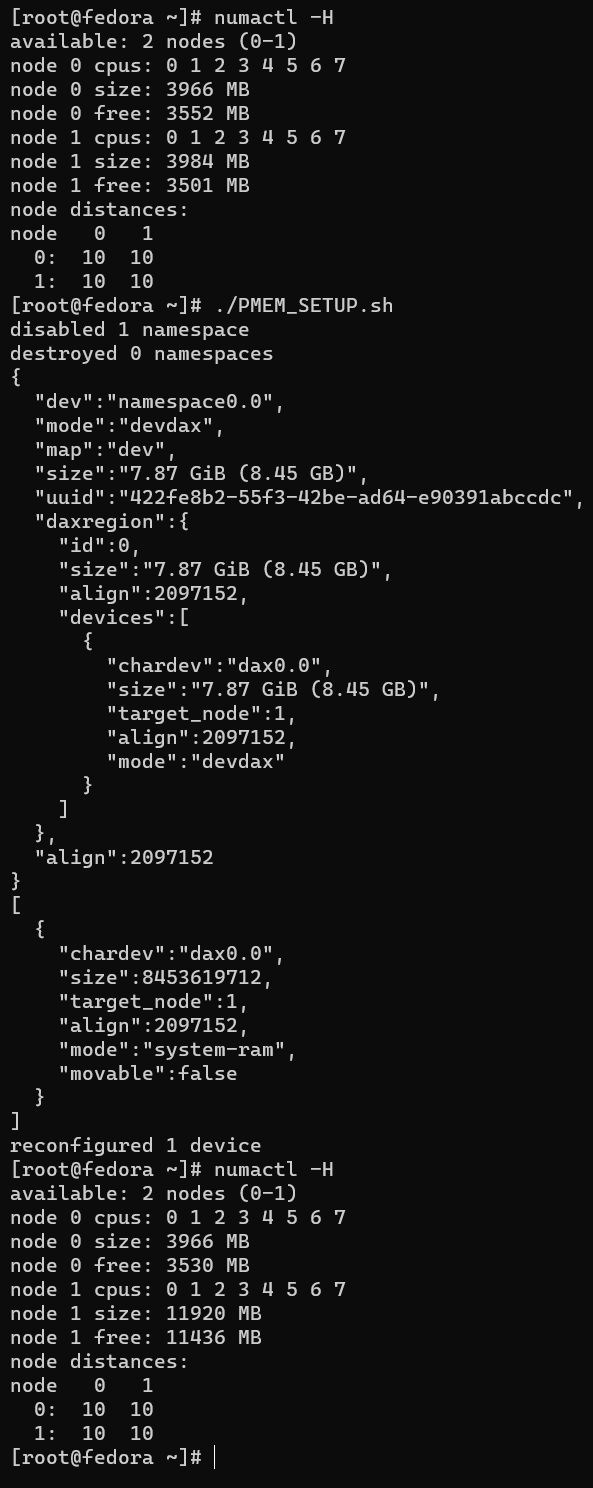 [root@fedora ~]# numactl -H
available: 2 nodes (0-1)
node 0 cpus: 0 1 2 3 4 5 6 7
node 0 size: 3966 MB
node 0 free: 3552 MB
node 1 cpus: 0 1 2 3 4 5 6 7
node 1 size: 3984 MB
node 1 free: 3501 MB
node distances:
node   0   1
  0:  10  10
  1:  10  10
[root@fedora ~]# ./PMEM_SETUP.sh
disabled 1 namespace
destroyed 0 namespaces
{
  "dev":"namespace0.0",
  "mode":"devdax",
  "map":"dev",
  "size":"7.87 GiB (8.45 GB)",
  "uuid":"422fe8b2-55f3-42be-ad64-e90391abccdc",
  "daxregion":{
    "id":0,
    "size":"7.87 GiB (8.45 GB)",
    "align":2097152,
    "devices":[
      {
        "chardev":"dax0.0",
        "size":"7.87 GiB (8.45 GB)",
        "target_node":1,
        "align":2097152,
        "mode":"devdax"
      }
    ]
  },
  "align":2097152
}
[
  {
    "chardev":"dax0.0",
    "size":8453619712,
    "target_node":1,
    "align":2097152,
    "mode":"system-ram",
    "movable":false
  }
]
reconfigured 1 device
[root@fedora ~]# numactl -H
available: 2 nodes (0-1)
node 0 cpus: 0 1 2 3 4 5 6 7
node 0 size: 3966 MB
node 0 free: 3530 MB
node 1 cpus: 0 1 2 3 4 5 6 7
node 1 size: 11920 MB
node 1 free: 11436 MB
node distances:
node   0   1
  0:  10  10
  1:  10  10
[root@fedora ~]#